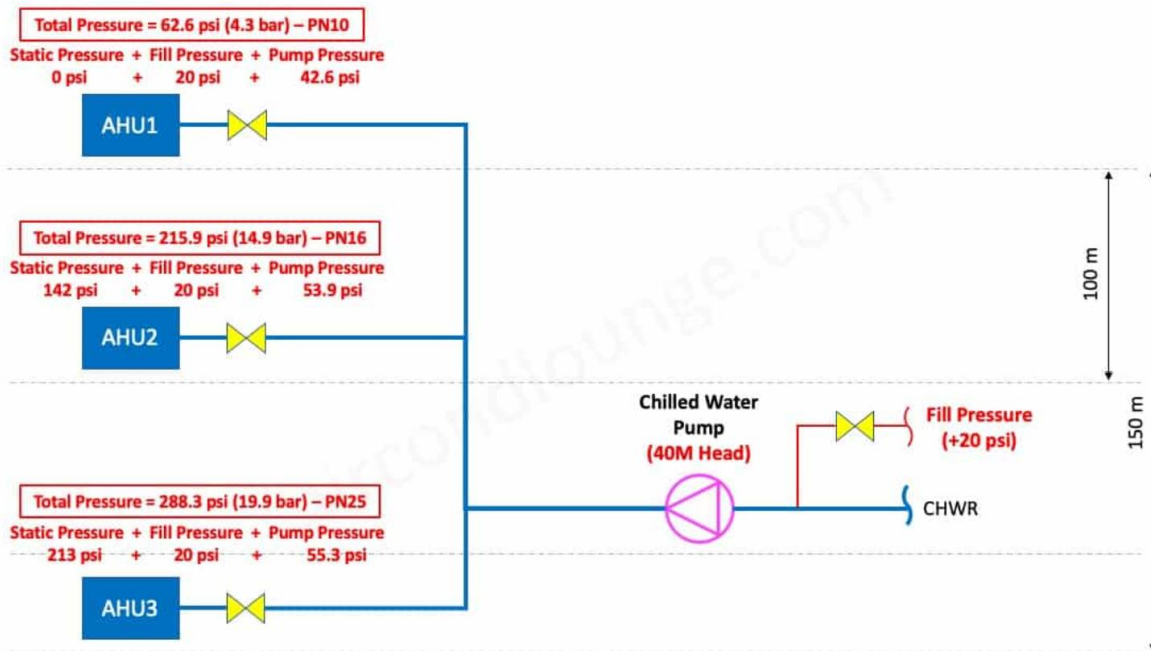 Total Pressure = 62.6 psi (4.3 bar) – PN10
Static Pressure + Fill Pressure + Pump Pressure
0 psi + 20 psi + 42.6 psi
AHU1
Total Pressure = 215.9 psi (14.9 bar) – PN16
Static Pressure + Fill Pressure + Pump Pressure
142 psi + 20 psi + 53.9 psi
AHU2
100 m
150 m
Chilled Water
Pump
(40M Head)
Fill Pressure
(+20 psi)
CHWR
Total Pressure = 288.3 psi (19.9 bar) – PN25
Static Pressure + Fill Pressure + Pump Pressure
213 psi + 20 psi + 55.3 psi
AHU3
ircondlounge.com